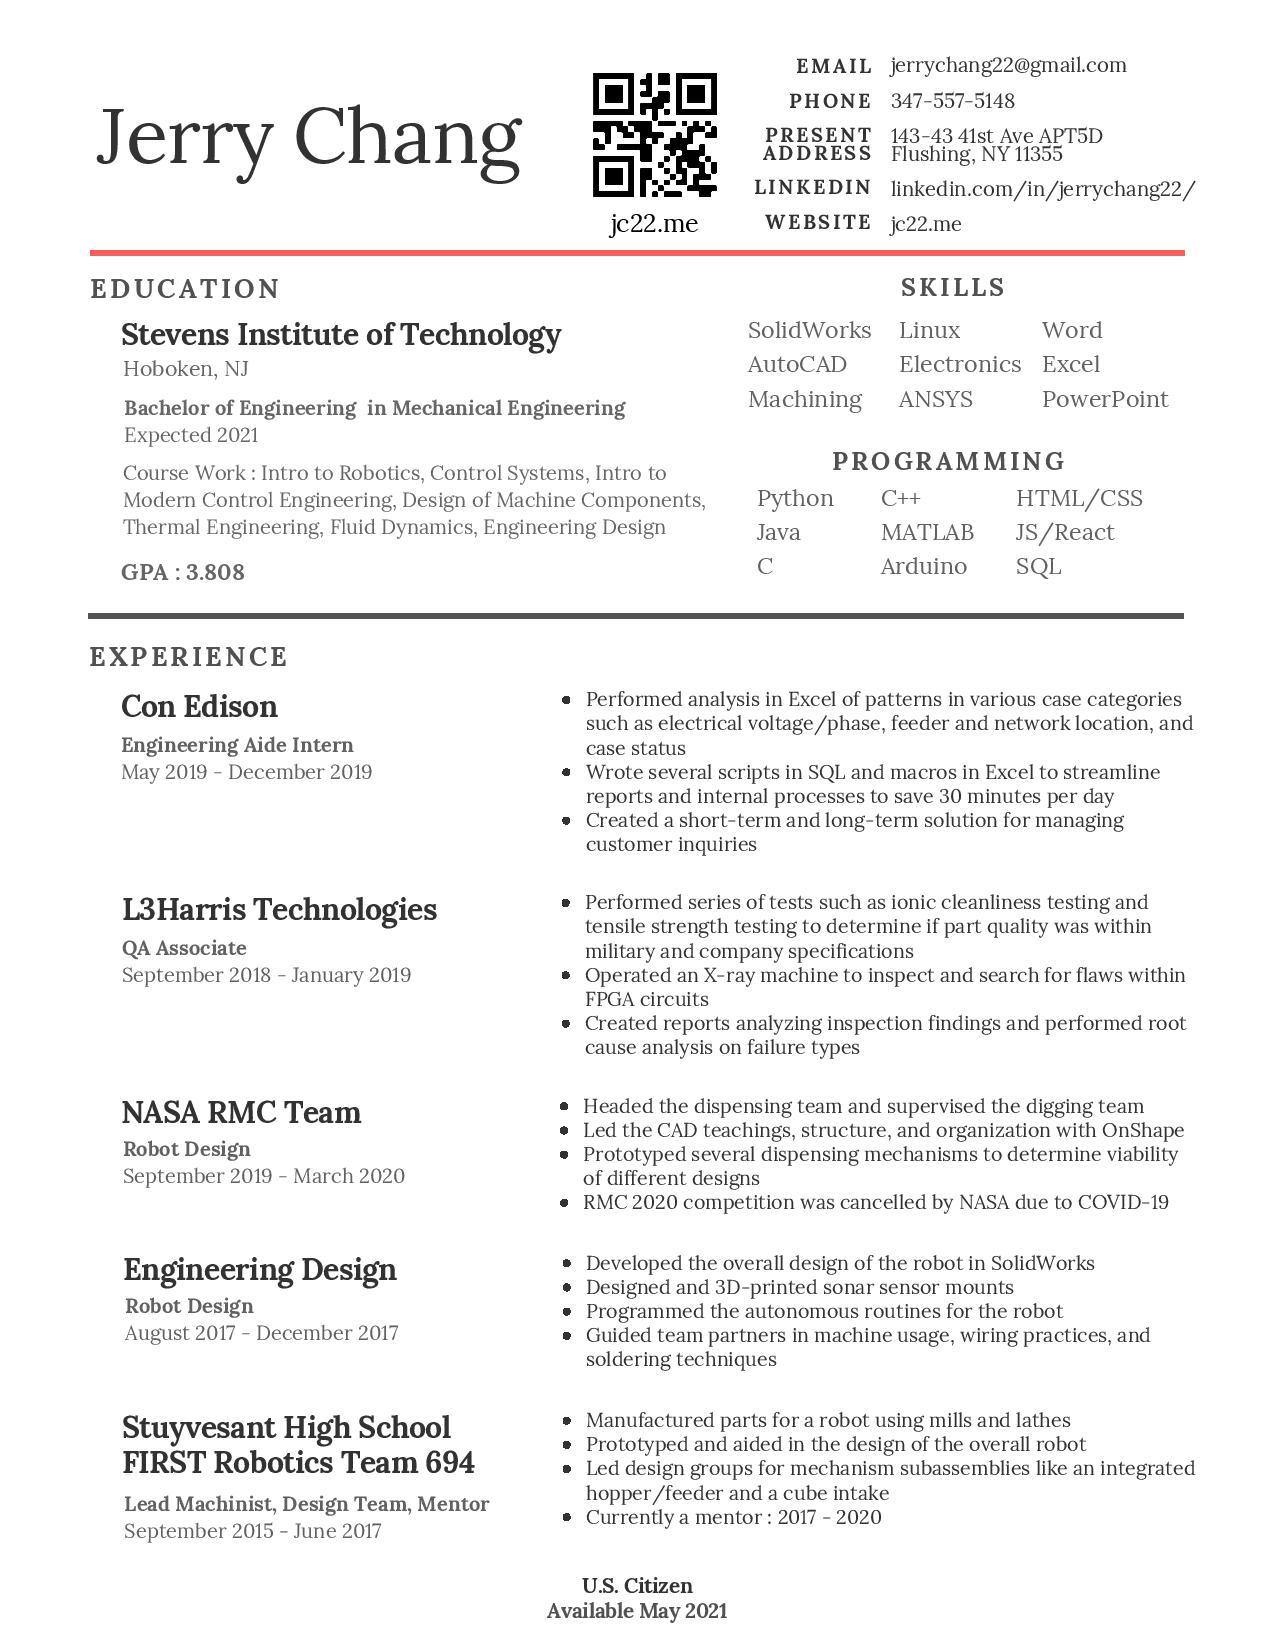 Jerry Chang
jc22.me
EMAIL jerrychang22@gmail.com
PHONE 347-557-5148
PRESENT ADDRESS 143-43 41st Ave APT5D
Flushing, NY 11355
LINKEDIN linkedin.com/in/jerrychang22/
WEBSITE jc22.me
EDUCATION
Stevens Institute of Technology
Hoboken, NJ
Bachelor of Engineering in Mechanical Engineering
Expected 2021
Course Work : Intro to Robotics, Control Systems, Intro to
Modern Control Engineering, Design of Machine Components,
Thermal Engineering, Fluid Dynamics, Engineering Design
GPA : 3.808
SKILLS
SolidWorks Linux Word
AutoCAD Electronics Excel
Machining ANSYS PowerPoint
PROGRAMMING
Python C++ HTML/CSS
Java MATLAB JS/React
C Arduino SQL
EXPERIENCE
Con Edison
Engineering Aide Intern
May 2019 - December 2019
• Performed analysis in Excel of patterns in various case categories
such as electrical voltage/phase, feeder and network location, and
case status
• Wrote several scripts in SQL and macros in Excel to streamline
reports and internal processes to save 30 minutes per day
• Created a short-term and long-term solution for managing
customer inquiries
L3Harris Technologies
QA Associate
September 2018 - January 2019
• Performed series of tests such as ionic cleanliness testing and
tensile strength testing to determine if part quality was within
military and company specifications
• Operated an X-ray machine to inspect and search for flaws within
FPGA circuits
• Created reports analyzing inspection findings and performed root
cause analysis on failure types
NASA RMC Team
Robot Design
September 2019 - March 2020
• Headed the dispensing team and supervised the digging team
• Led the CAD teachings, structure, and organization with OnShape
• Prototyped several dispensing mechanisms to determine viability
of different designs
• RMC 2020 competition was cancelled by NASA due to COVID-19
Engineering Design
Robot Design
August 2017 - December 2017
• Developed the overall design of the robot in SolidWorks
• Designed and 3D-printed sonar sensor mounts
• Programmed the autonomous routines for the robot
• Guided team partners in machine usage, wiring practices, and
soldering techniques
Stuyvesant High School
FIRST Robotics Team 694
Lead Machinist, Design Team, Mentor
September 2015 - June 2017
• Manufactured parts for a robot using mills and lathes
• Prototyped and aided in the design of the overall robot
• Led design groups for mechanism subassemblies like an integrated
hopper/feeder and a cube intake
• Currently a mentor : 2017 - 2020
U.S. Citizen
Available May 2021